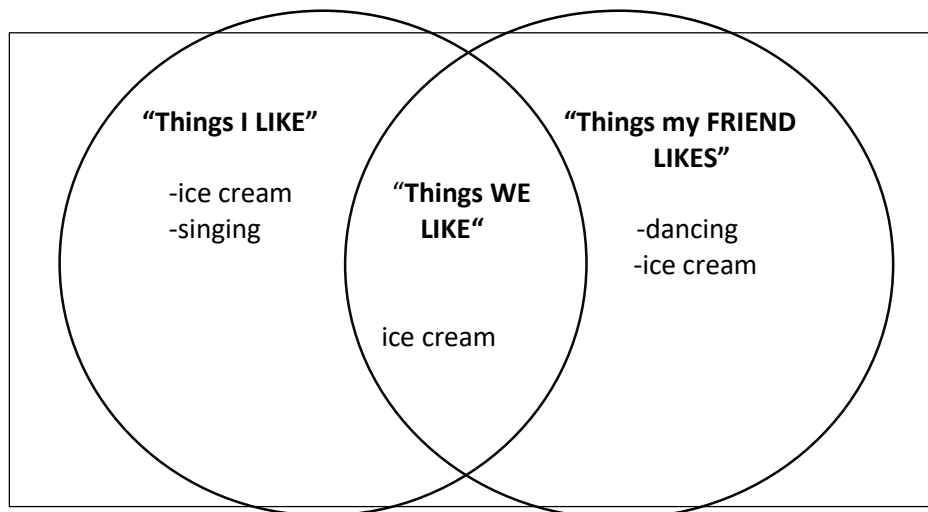 “Things I LIKE”
-ice cream
-singing
“Things WE
LIKE“
ice cream
“Things my FRIEND
LIKES”
-dancing
-ice cream